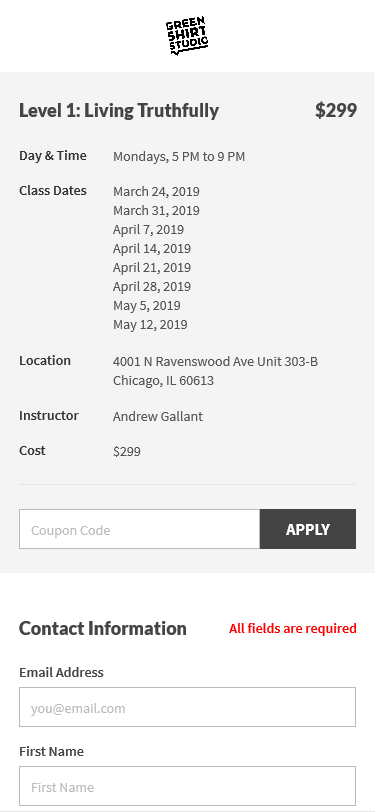 GREEN
SHIRT
STUDIO
Level 1: Living Truthfully $299
Day & Time Mondays, 5 PM to 9 PM
Class Dates March 24, 2019
March 31, 2019
April 7, 2019
April 14, 2019
April 21, 2019
April 28, 2019
May 5, 2019
May 12, 2019
Location 4001 N Ravenswood Ave Unit 303-B
Chicago, IL 60613
Instructor Andrew Gallant
Cost $299
Coupon Code APPLY
Contact Information All fields are required
Email Address
you@email.com
First Name
First Name